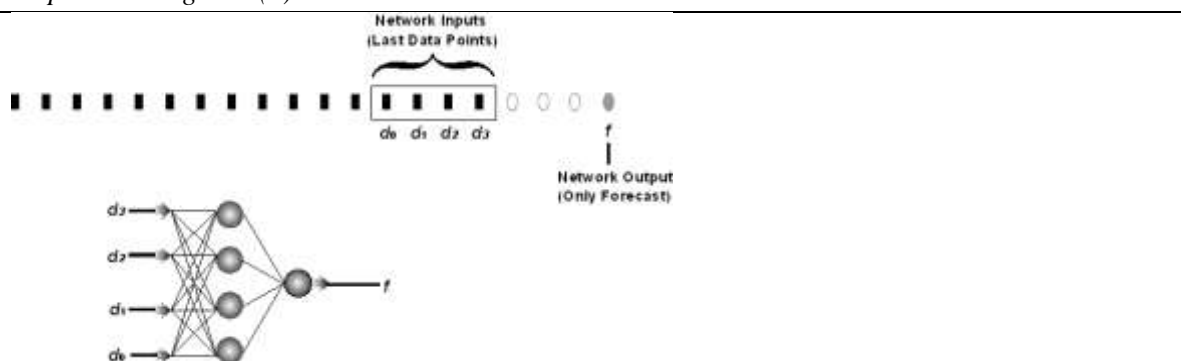 Network Inputs
(Last Data Points)
d₀ d₁ d₂ d₃
f
Network Output
(Only Forecast)
d₃
d₂
f
d₁
d₀